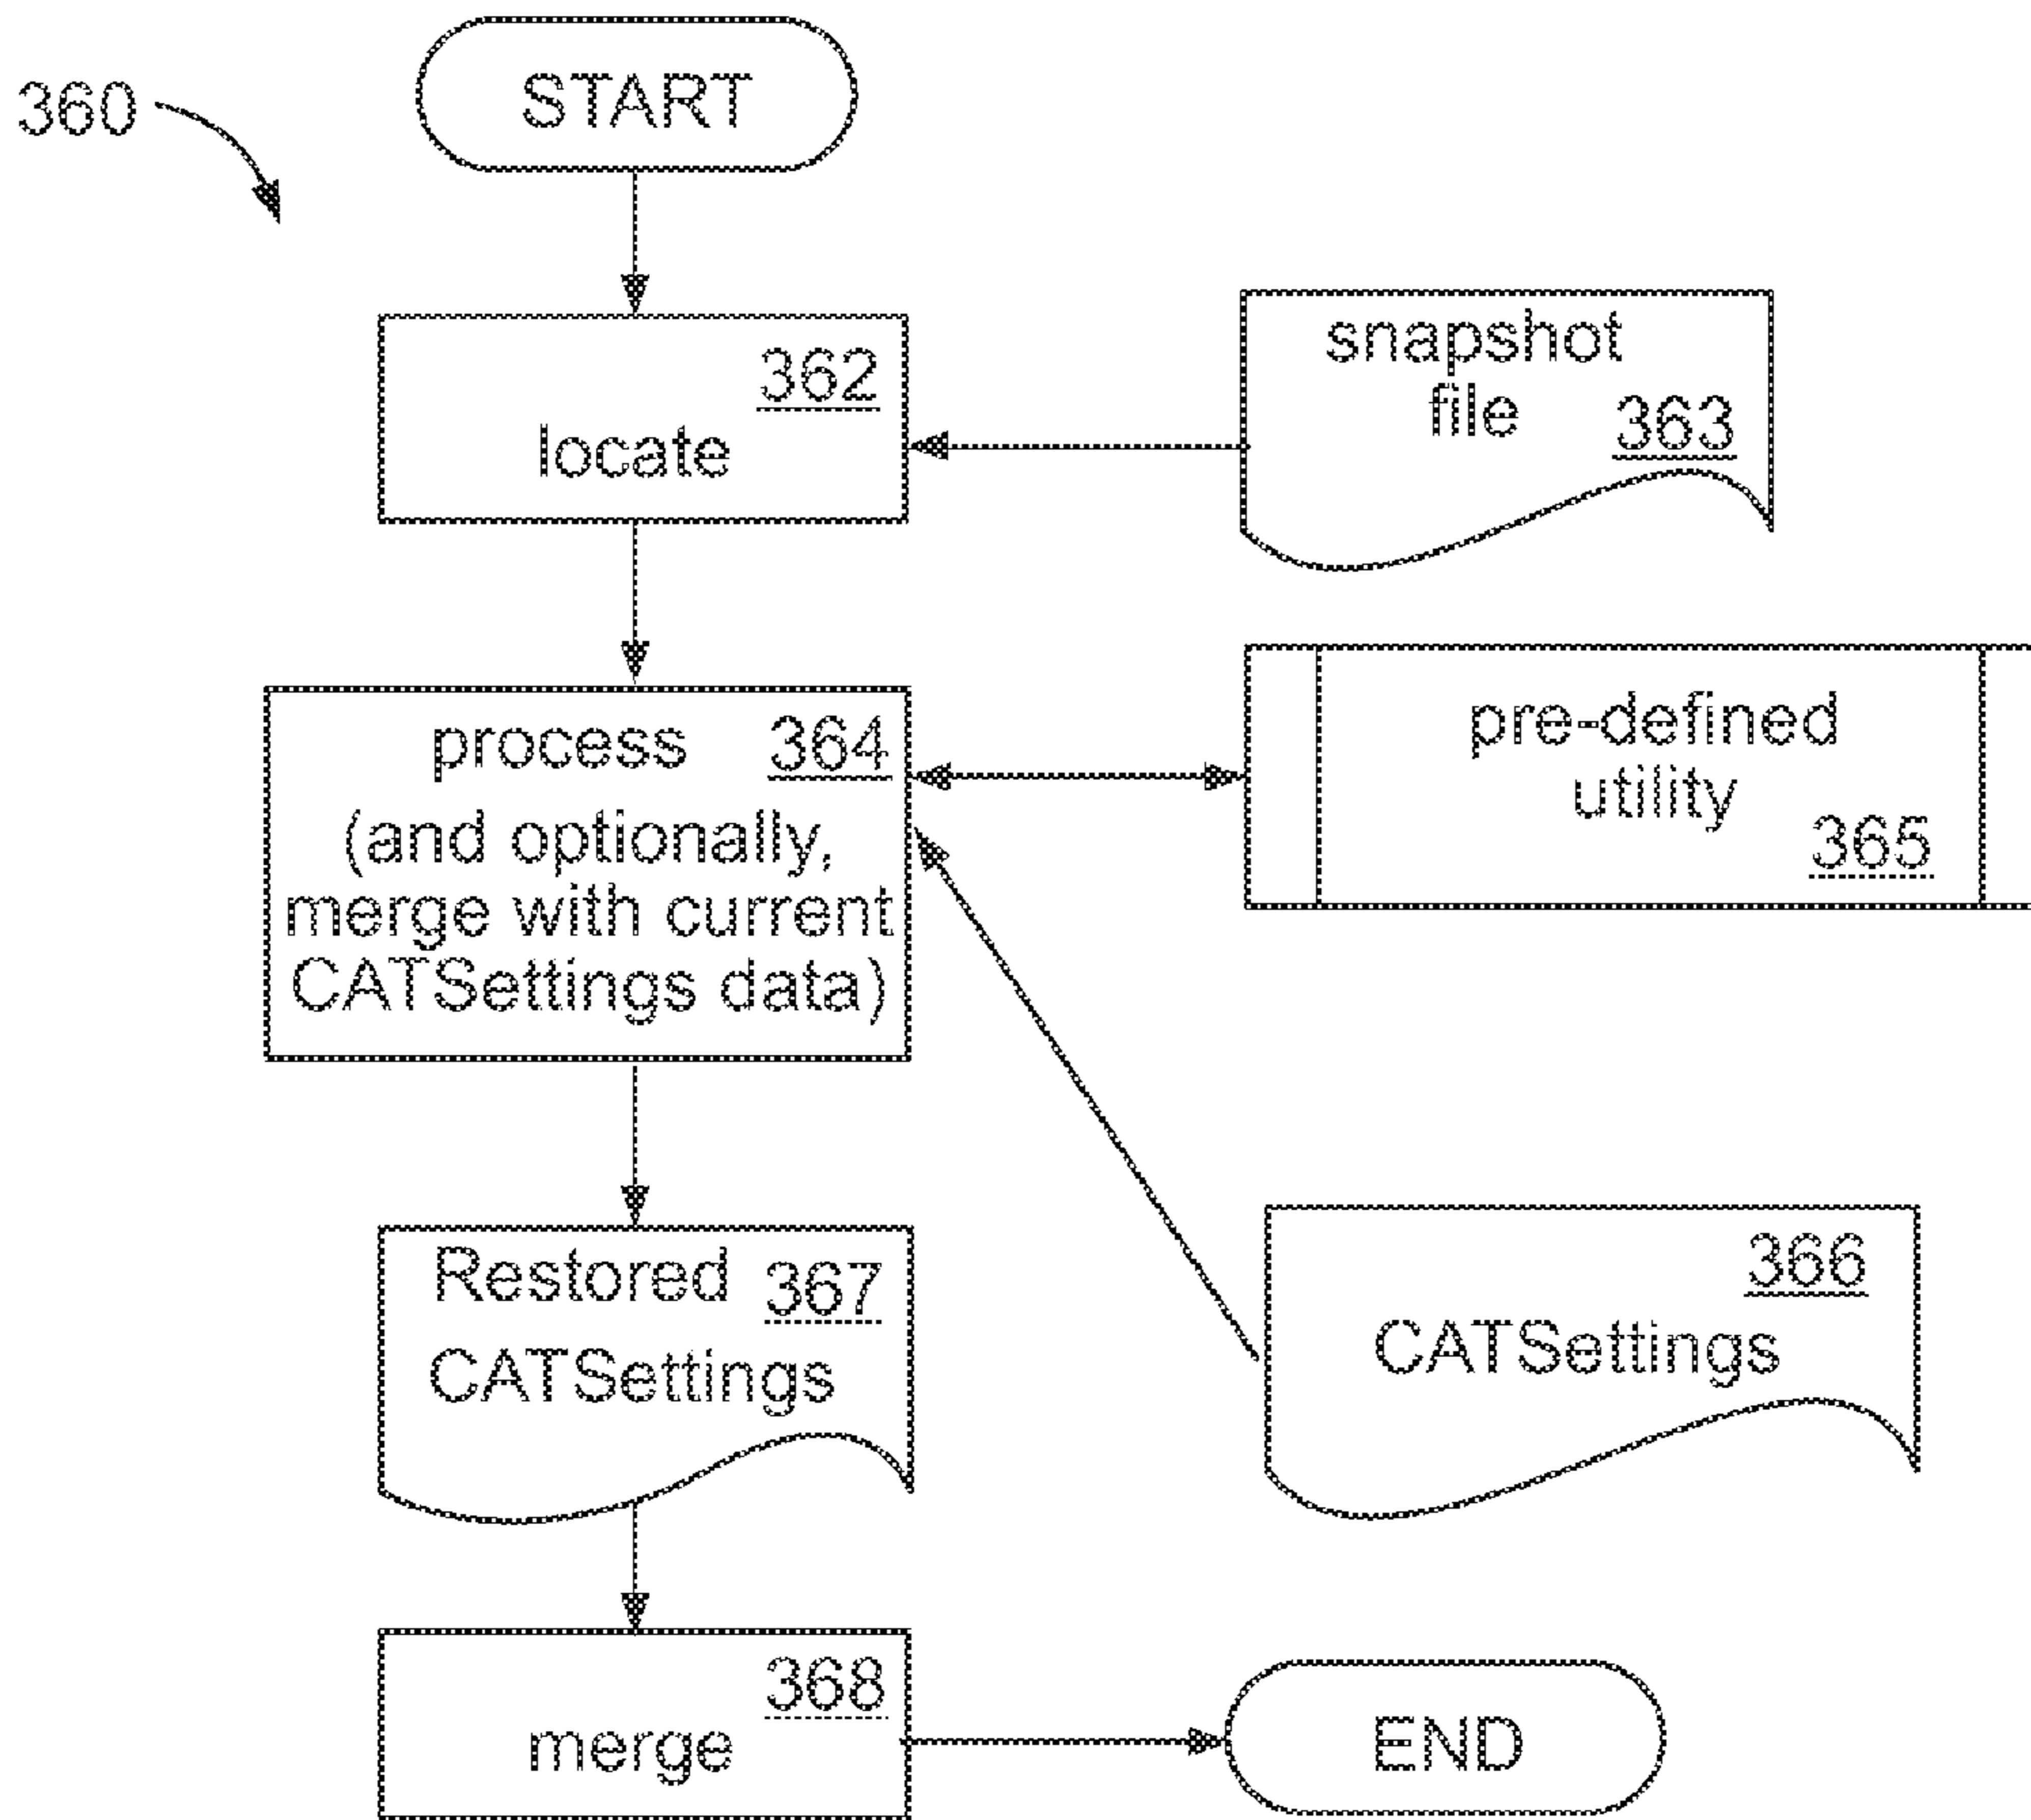 START
360
362
locate
snapshot
file 363
process 364
(and optionally,
merge with current
CATSettings data)
pre-defined
utility
365
Restored 367
CATSettings
366
CATSettings
368
merge
END